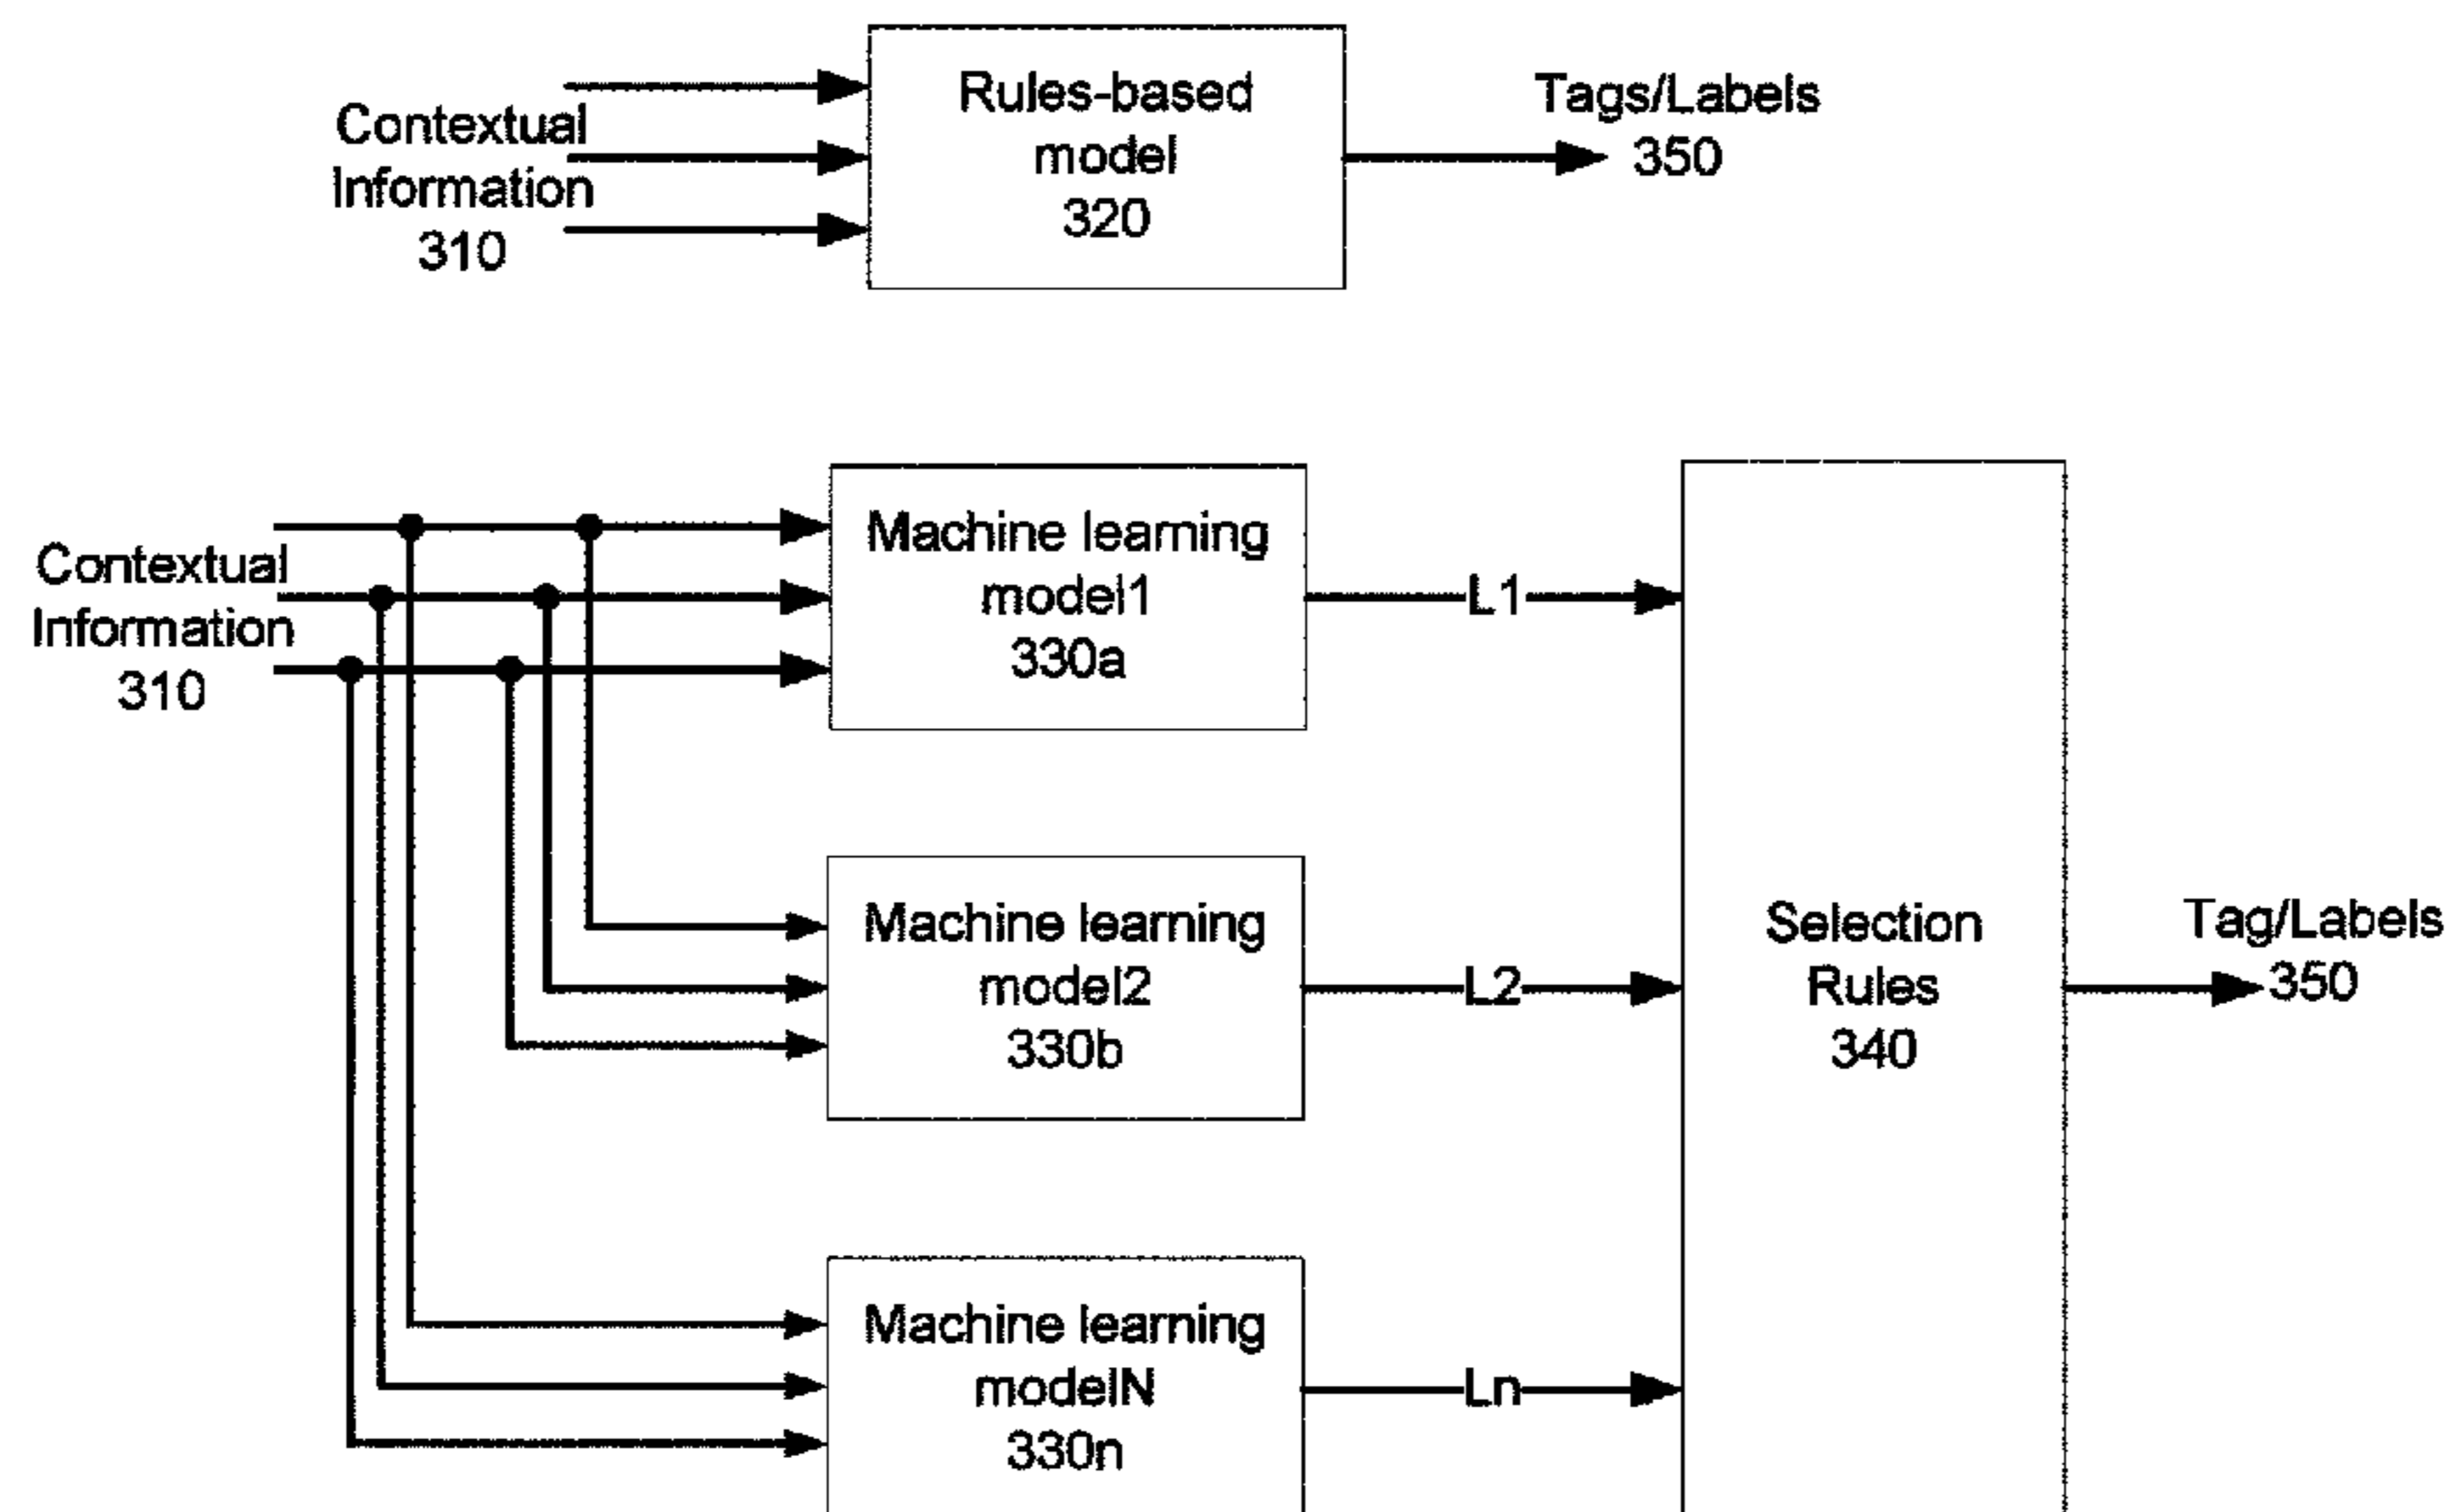 Contextual
Information
310
Rules-based
model
320
Tags/Labels
350
Contextual
Information
310
Machine learning
model1
330a
L1
Machine learning
model2
330b
L2
Machine learning
modelN
330n
Ln
Selection
Rules
340
Tag/Labels
350